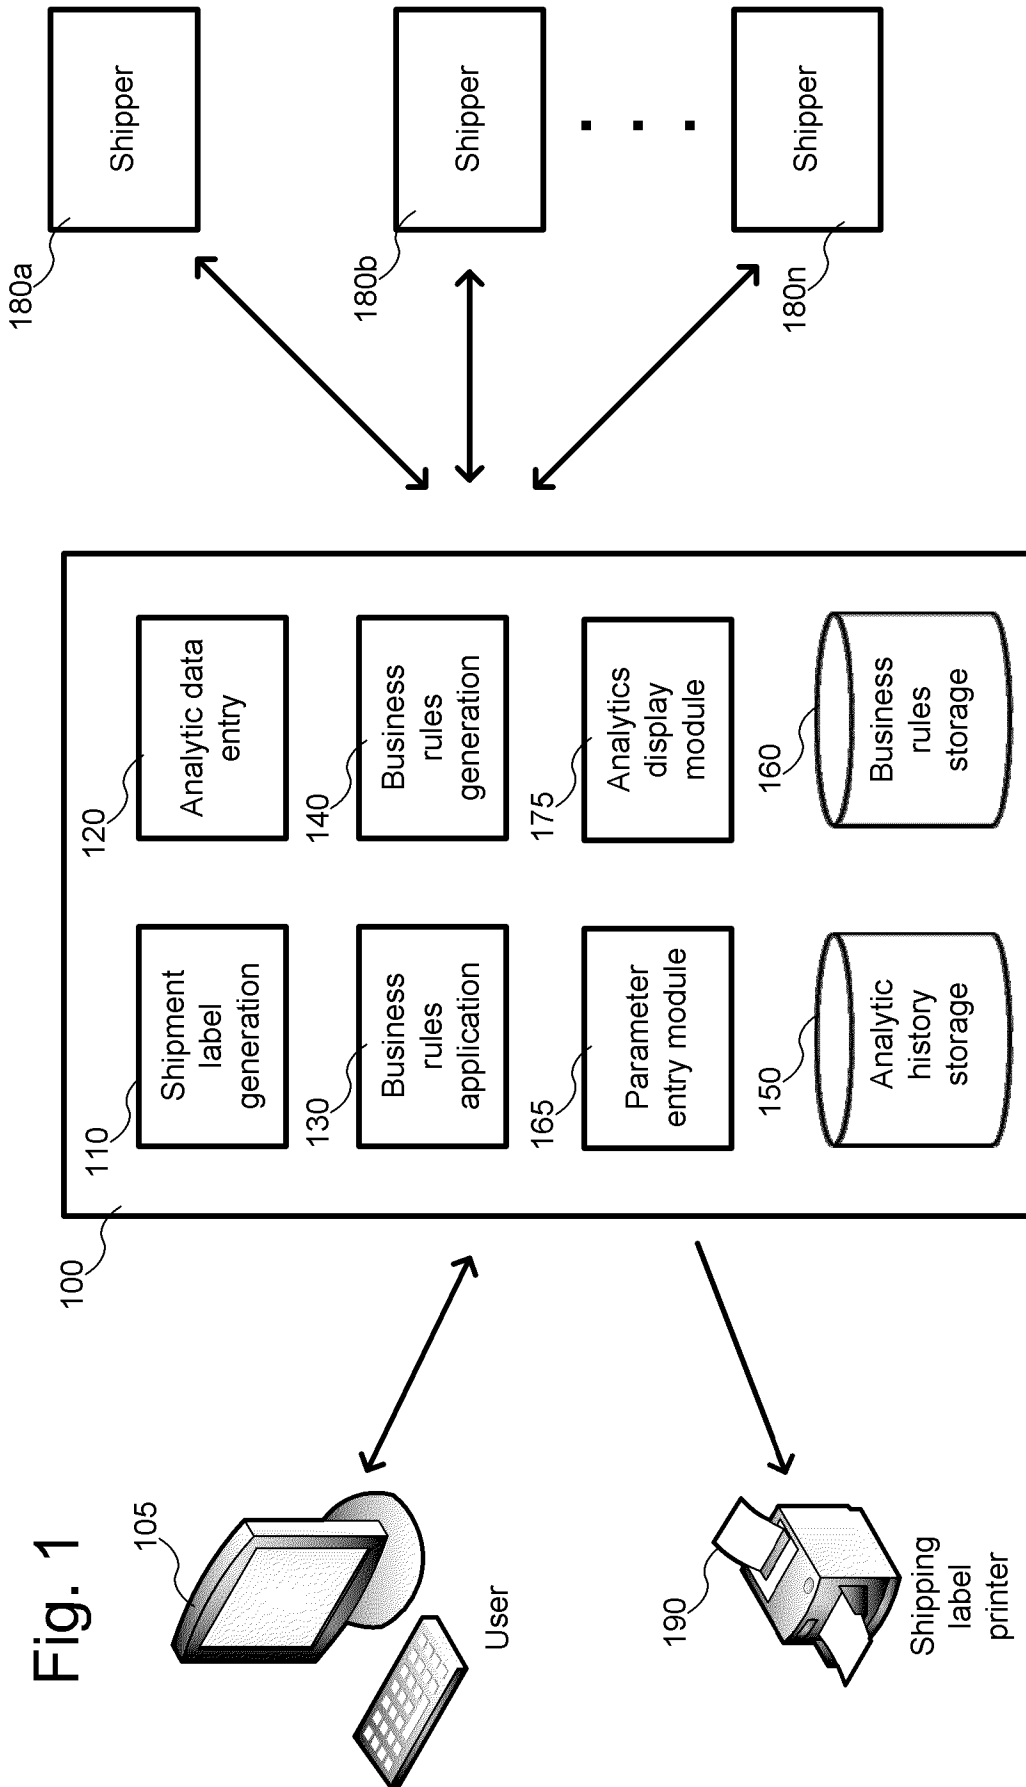 Fig. 1
105
User
190
Shipping
label
printer
100
110
Shipment
label
generation
120
Analytic data
entry
130
Business
rules
application
140
Business
rules
generation
165
Parameter
entry module
175
Analytics
display
module
150
Analytic
history
storage
160
Business
rules
storage
180a
Shipper
180b
Shipper
180n
Shipper